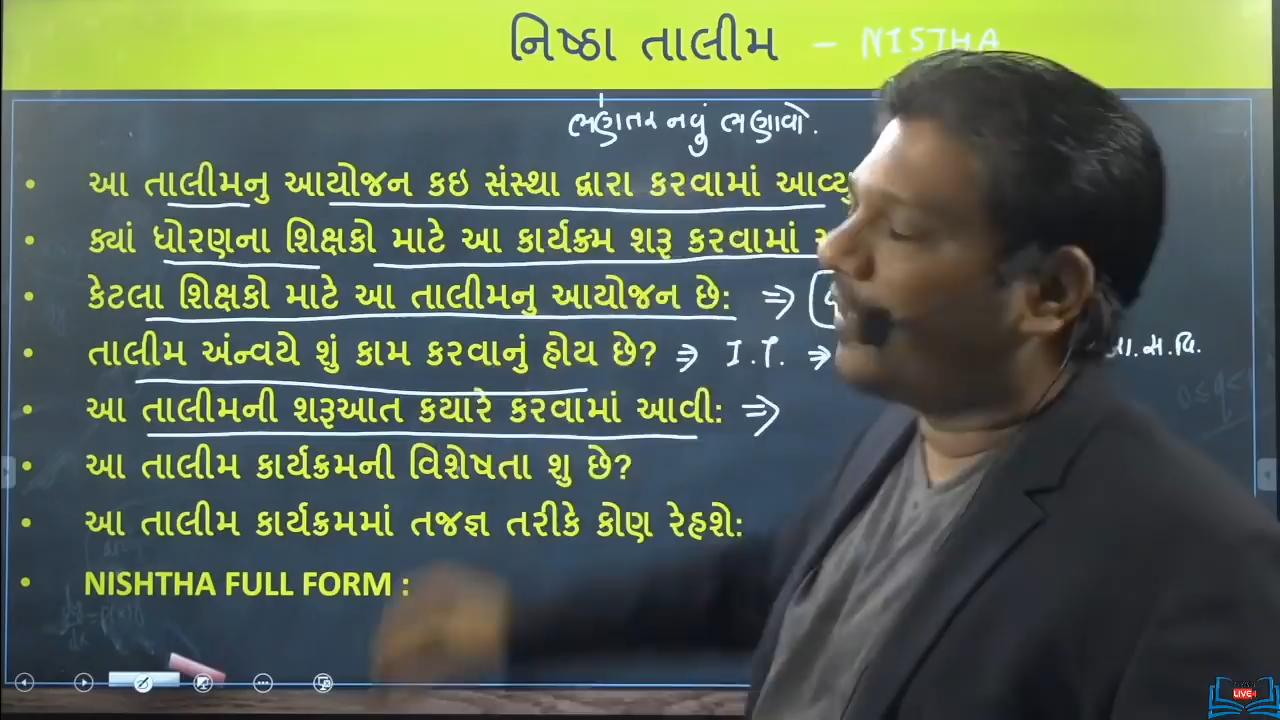 નિષ્ઠા તાલીમ – NISTHA
ભણતર નવું ભણાવો.
• આ તાલીમનુ આયોજન કઇ સંસ્થા દ્વારા કરવામાં
• ક્યાં ધોરણના શિક્ષકો માટે આ કાર્યક્રમ શરૂ કરવામાં
• કેટલા શિક્ષકો માટે આ તાલીમનુ આયોજન છે: ⇒
• તાલીમ અંન્વયે શું કામ કરવાનું હોય છે? ⇒ I.T. ⇒
• આ તાલીમની શરૂઆત કયારે કરવામાં આવી: ⇒
• આ તાલીમ કાર્યક્રમની વિશેષતા શુ છે?
• આ તાલીમ કાર્યક્રમમાં તજજ્ઞ તરીકે કોણ રેહશે:
• NISHTHA FULL FORM :
LIVE